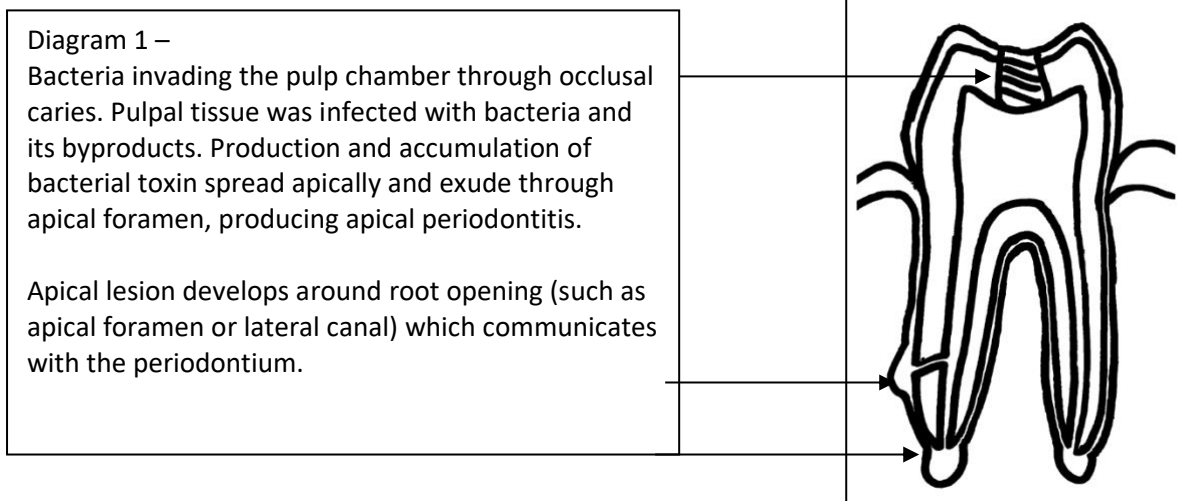 Diagram 1 –
Bacteria invading the pulp chamber through occlusal
caries. Pulpal tissue was infected with bacteria and
its byproducts. Production and accumulation of
bacterial toxin spread apically and exude through
apical foramen, producing apical periodontitis.
Apical lesion develops around root opening (such as
apical foramen or lateral canal) which communicates
with the periodontium.